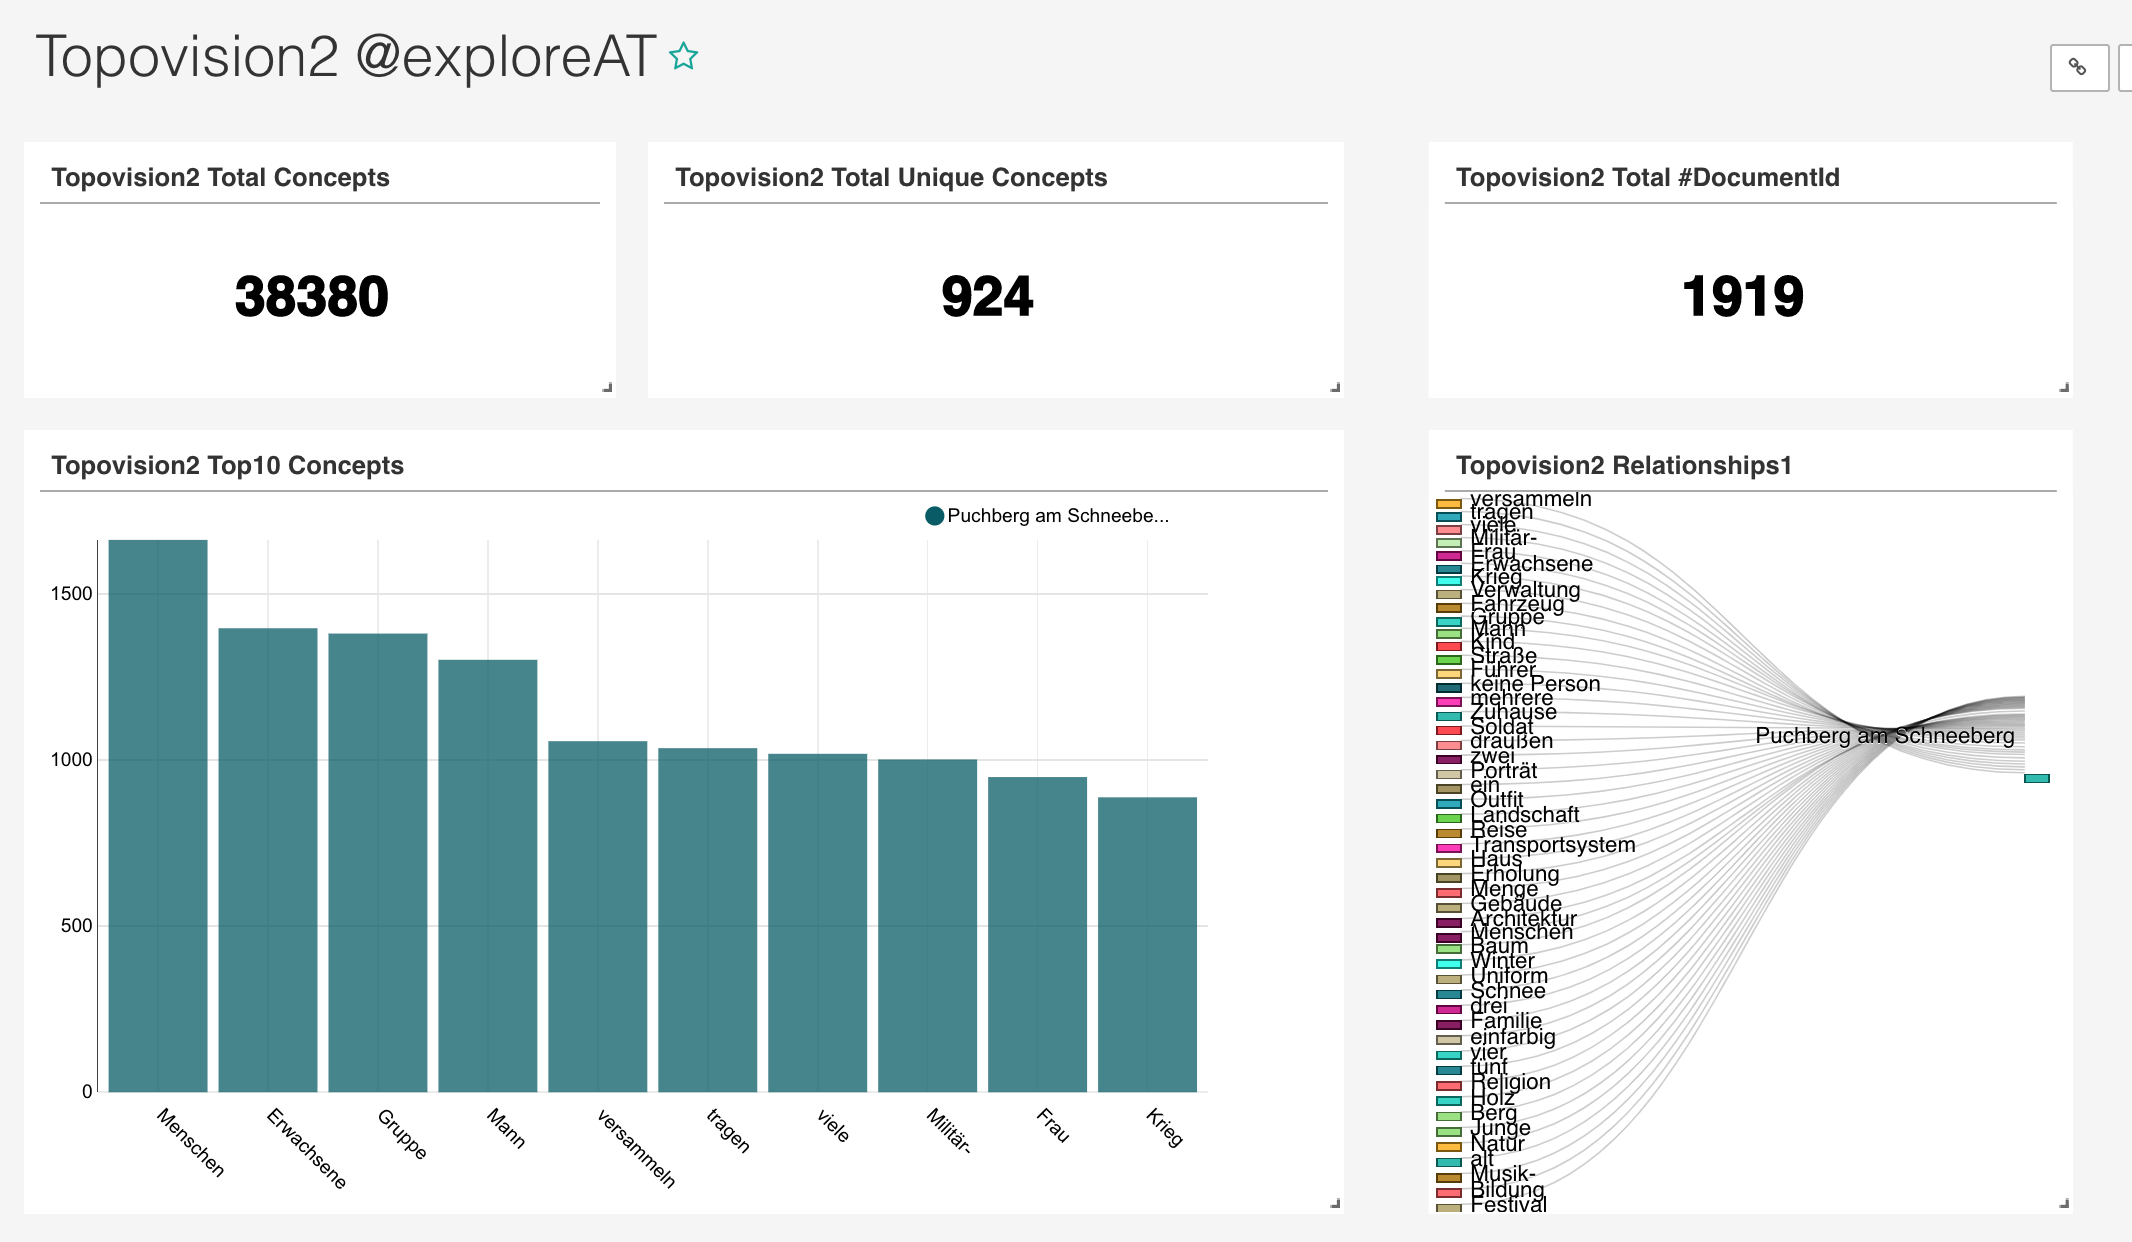 Topovision2 @exploreAT
Topovision2 Total Concepts
38380
Topovision2 Total Unique Concepts
924
Topovision2 Total #DocumentId
1919
Topovision2 Top10 Concepts
Puchberg am Schneebe...
1500
1000
500
0
Menschen
Erwachsene
Gruppe
Mann
versammeln
tragen
viele
Militär-
Frau
Krieg
Topovision2 Relationships1
versammeln
tragen
viele
Militär-
Frau
Erwachsene
Krieg
Verwaltung
Fahrzeug
Gruppe
Mann
Kind
Straße
Führer
keine Person
mehrere
Zuhause
Soldat
draußen
zwei
Porträt
ein
Outfit
Landschaft
Reise
Transportsystem
Haus
Erholung
Menge
Gebäude
Architektur
Menschen
Baum
Winter
Uniform
Schnee
drei
Familie
einfarbig
vier
fünf
Religion
Holz
Berg
Junge
Natur
alt
Musik-
Bildung
Festival
Puchberg am Schneeberg